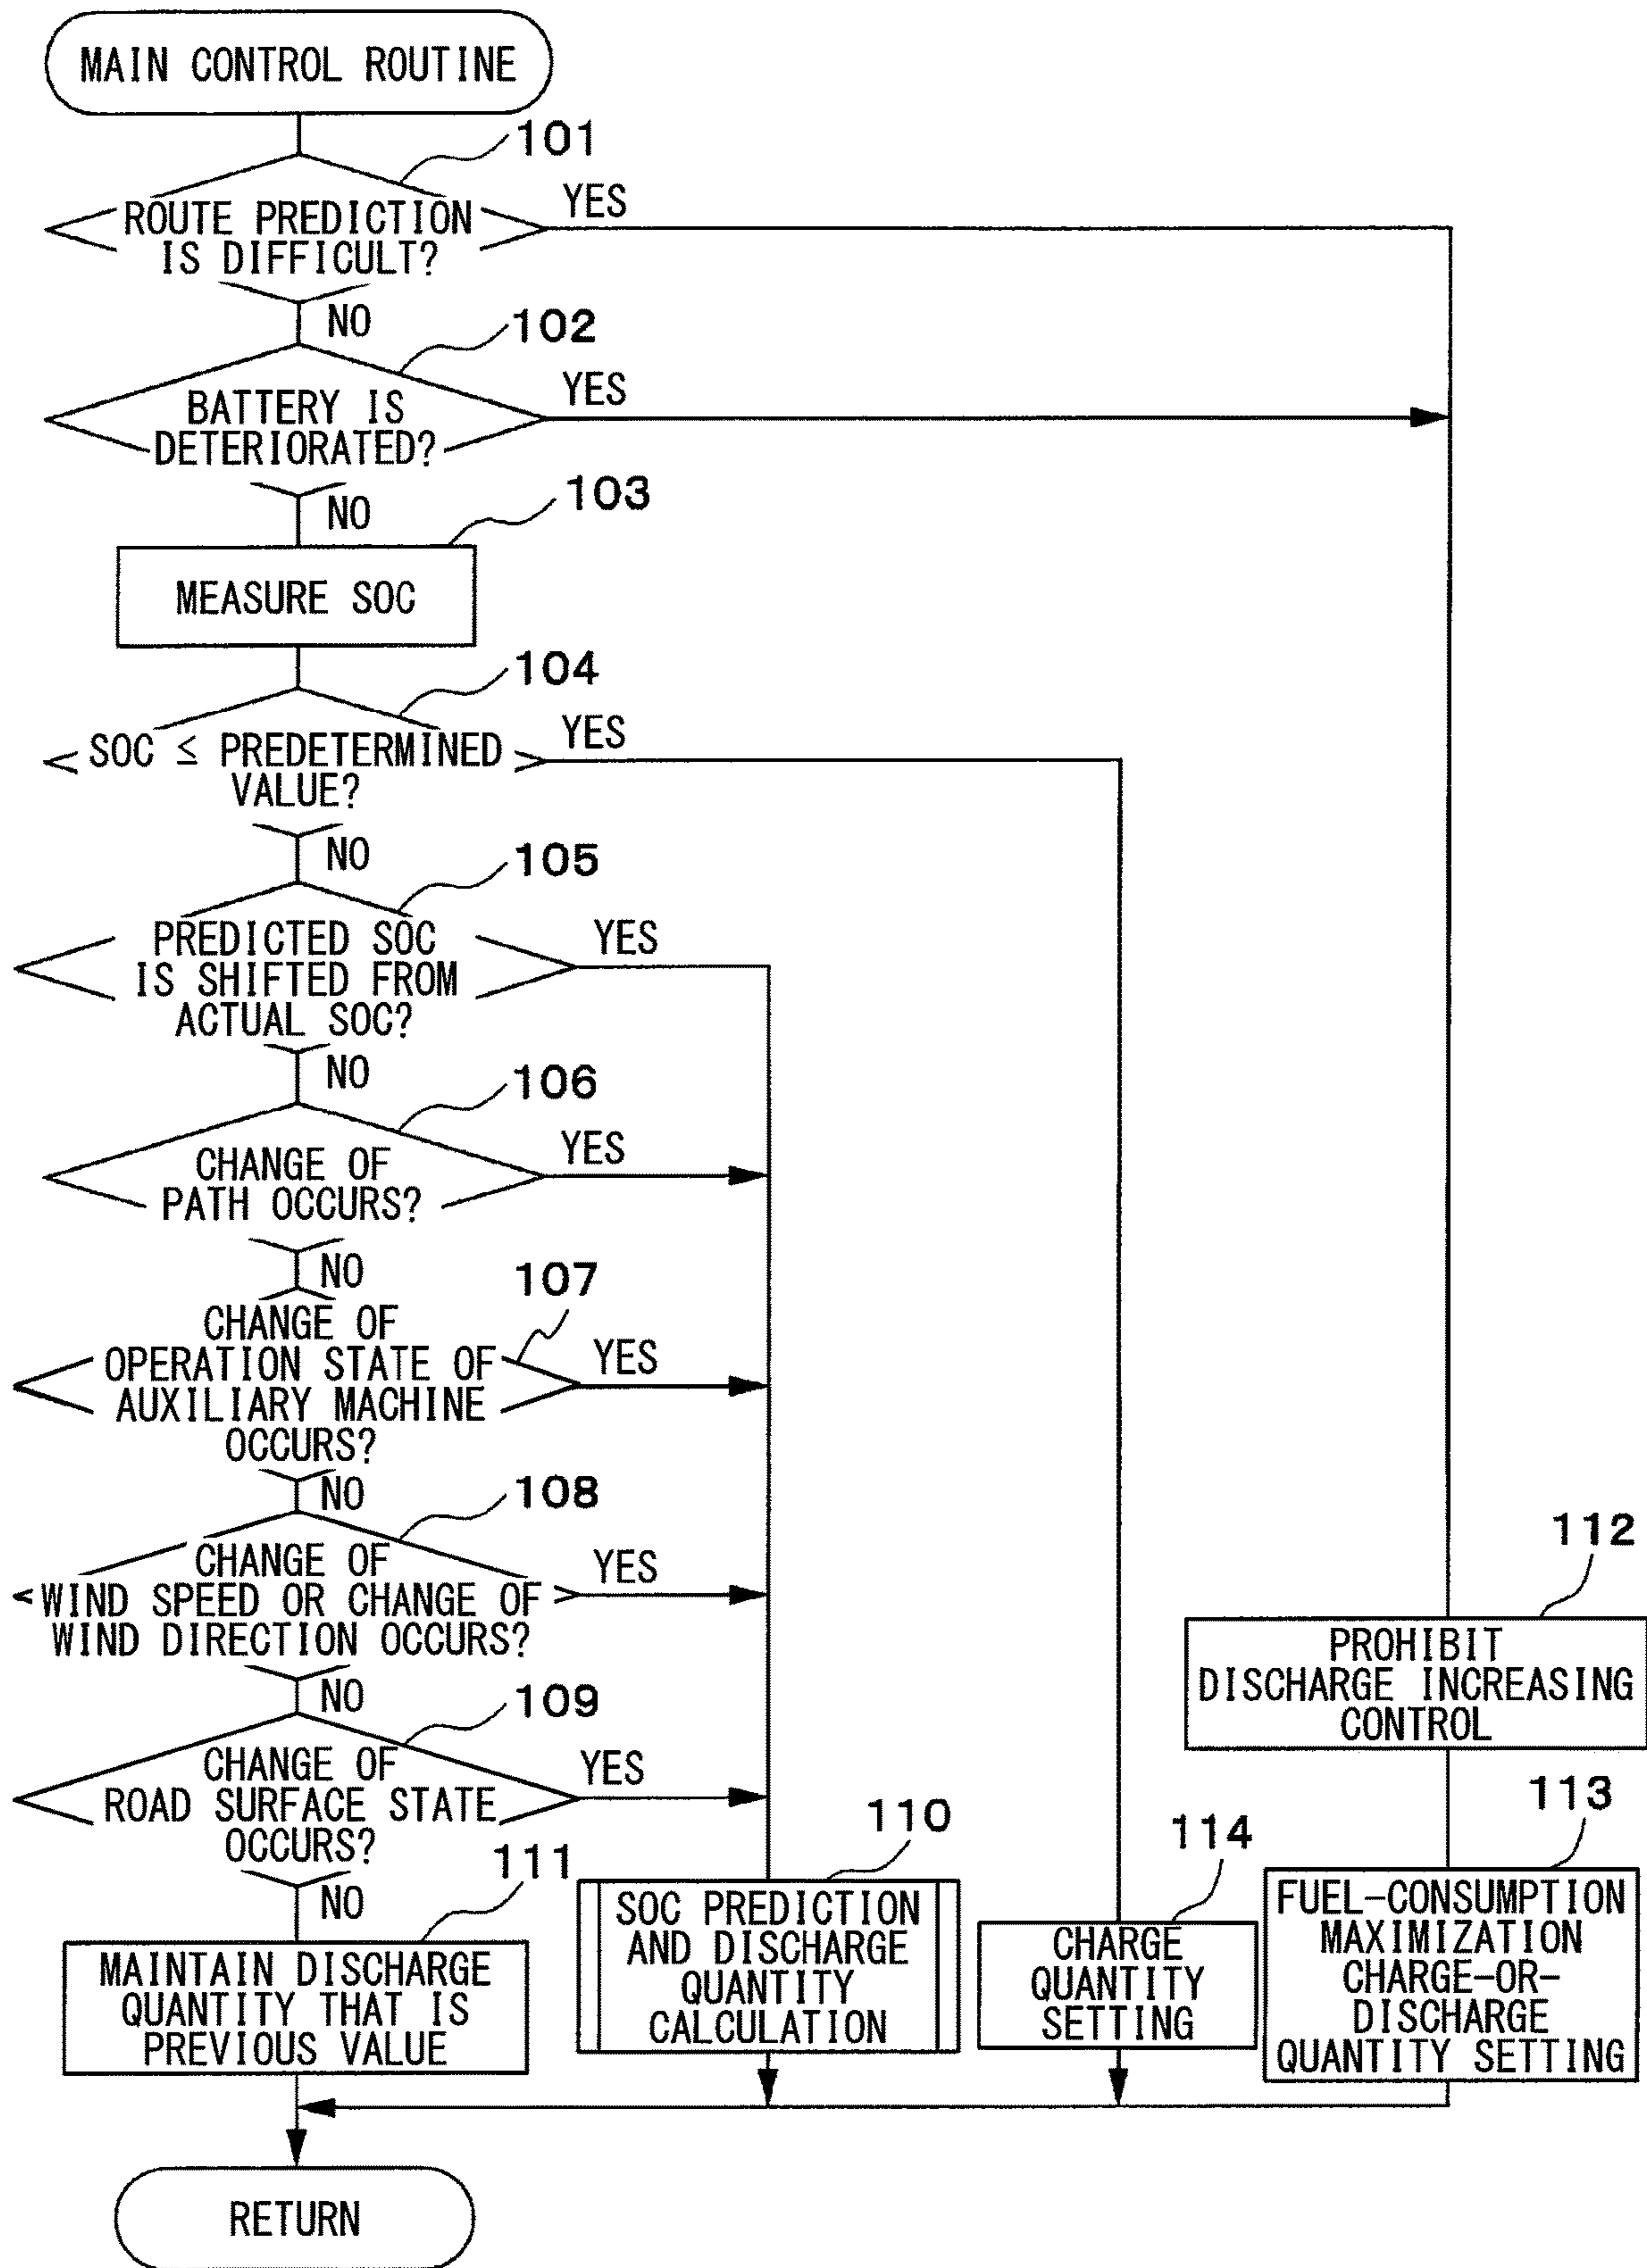 MAIN CONTROL ROUTINE
101
ROUTE PREDICTION
IS DIFFICULT?
YES
NO
102
BATTERY IS
DETERIORATED?
YES
NO
103
MEASURE SOC
104
SOC ≤ PREDETERMINED
VALUE?
YES
NO
105
PREDICTED SOC
IS SHIFTED FROM
ACTUAL SOC?
YES
NO
106
CHANGE OF
PATH OCCURS?
YES
NO
107
CHANGE OF
OPERATION STATE OF
AUXILIARY MACHINE
OCCURS?
YES
NO
108
CHANGE OF
WIND SPEED OR CHANGE OF
WIND DIRECTION OCCURS?
YES
NO
109
CHANGE OF
ROAD SURFACE STATE
OCCURS?
YES
NO
111
MAINTAIN DISCHARGE
QUANTITY THAT IS
PREVIOUS VALUE
110
SOC PREDICTION
AND DISCHARGE
QUANTITY
CALCULATION
114
CHARGE
QUANTITY
SETTING
112
PROHIBIT
DISCHARGE INCREASING
CONTROL
113
FUEL-CONSUMPTION
MAXIMIZATION
CHARGE-OR-
DISCHARGE
QUANTITY SETTING
RETURN